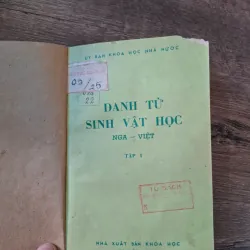 ỦY BAN KHOA HỌC NHÀ NƯỚC
DANH TỪ
SINH VẬT HỌC
NGA – VIỆT
TẬP I
NHÀ XUẤT BẢN KHOA HỌC